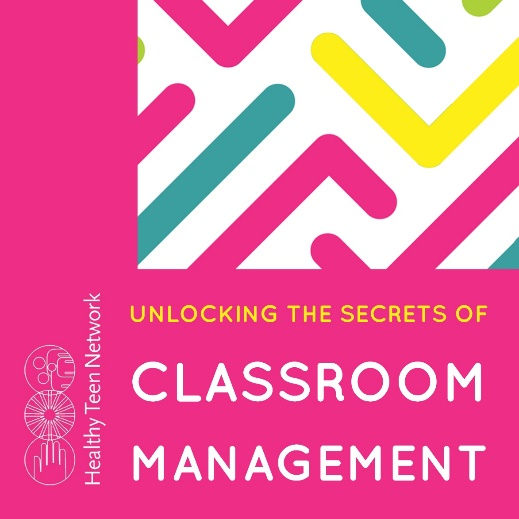 UNLOCKING THE SECRETS OF
CLASSROOM
MANAGEMENT
Healthy Teen Network